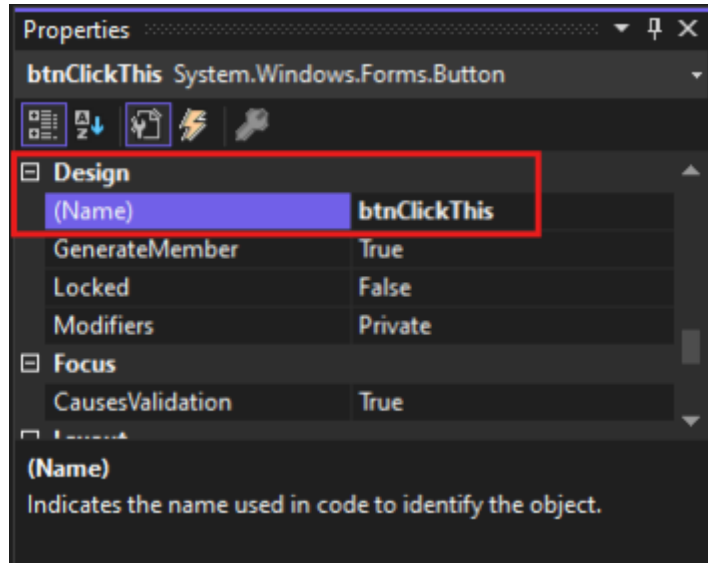 Properties
btnClickThis System.Windows.Forms.Button
Design
(Name) btnClickThis
GenerateMember True
Locked False
Modifiers Private
Focus
CausesValidation True
Layout
(Name)
Indicates the name used in code to identify the object.